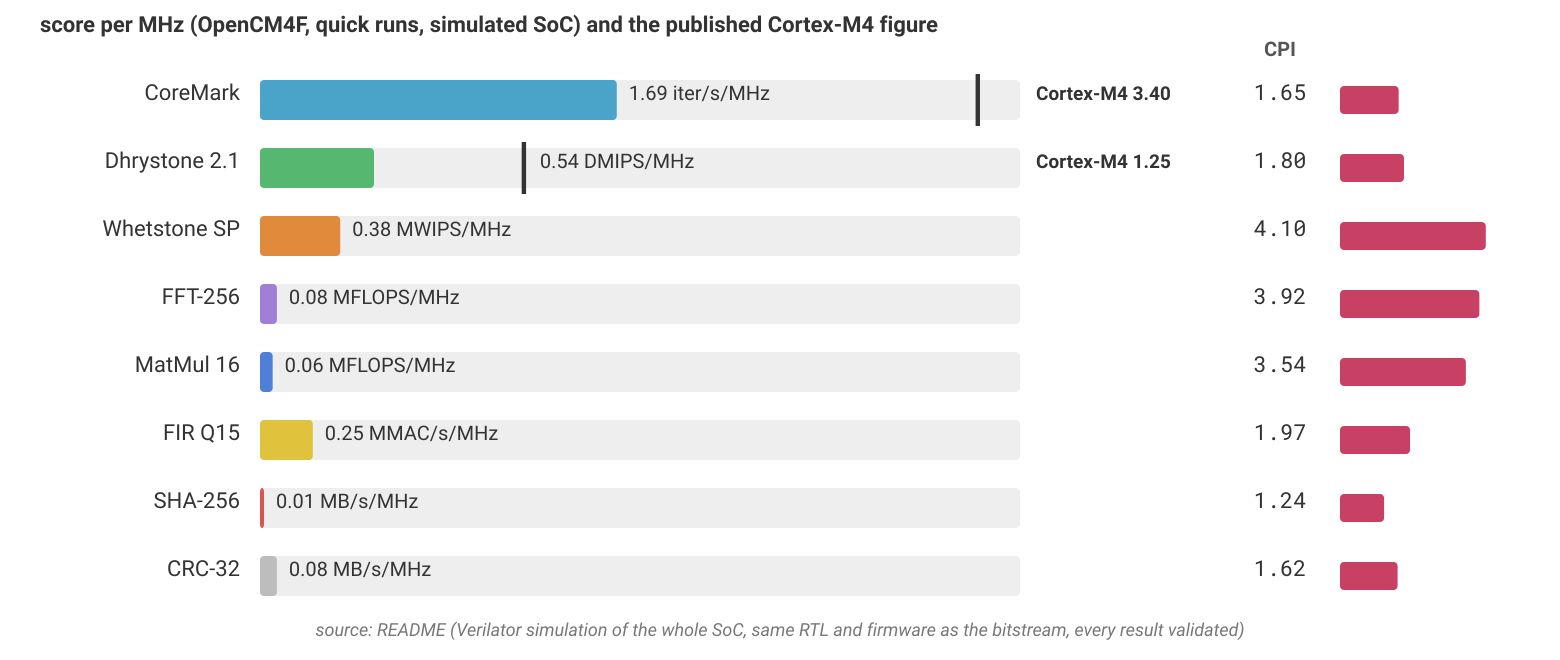 score per MHz (OpenCM4F, quick runs, simulated SoC) and the published Cortex-M4 figure
CPI
CoreMark 1.69 iter/s/MHz Cortex-M4 3.40 1.65
Dhrystone 2.1 0.54 DMIPS/MHz Cortex-M4 1.25 1.80
Whetstone SP 0.38 MWIPS/MHz 4.10
FFT-256 0.08 MFLOPS/MHz 3.92
MatMul 16 0.06 MFLOPS/MHz 3.54
FIR Q15 0.25 MMAC/s/MHz 1.97
SHA-256 0.01 MB/s/MHz 1.24
CRC-32 0.08 MB/s/MHz 1.62
source: README (Verilator simulation of the whole SoC, same RTL and firmware as the bitstream, every result validated)